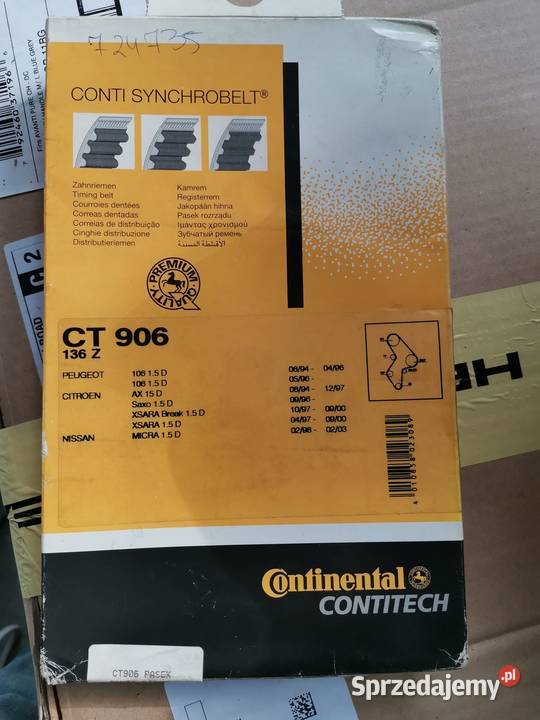 724735
CONTI SYNCHROBELT®
Zahnriemen
Timing belt
Courroies dentées
Correas dentadas
Correias de distribuição
Cinghie distribuzione
Distributieriemen
Kamrem
Registerrem
Jakopään hihna
Pasek rozrządu
Ιμάντας χρονισμού
Зубчатый ремень
الأقشطة المسننة
PREMIUM QUALITY
CT 906
136 Z
PEUGEOT 106 1.5 D 06/94 - 04/96
106 1.5 D 05/96 -
CITROEN AX 15 D 08/94 - 12/97
Saxo 1.5 D 09/96 -
XSARA Break 1.5 D 10/97 - 09/00
XSARA 1.5 D 04/97 - 09/00
NISSAN MICRA 1.5 D 02/98 - 02/03
4 010858 023089
Continental
CONTITECH
CT906 PASEK
Sprzedajemy.pl